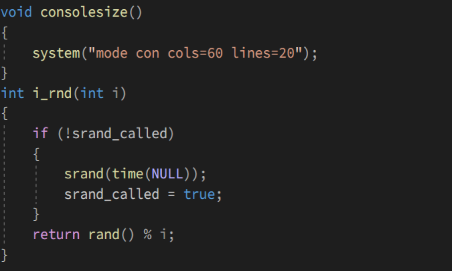 void consolesize()
{
    system("mode con cols=60 lines=20");
}
int i_rnd(int i)
{
    if (!srand_called)
    {
        srand(time(NULL));
        srand_called = true;
    }
    return rand() % i;
}